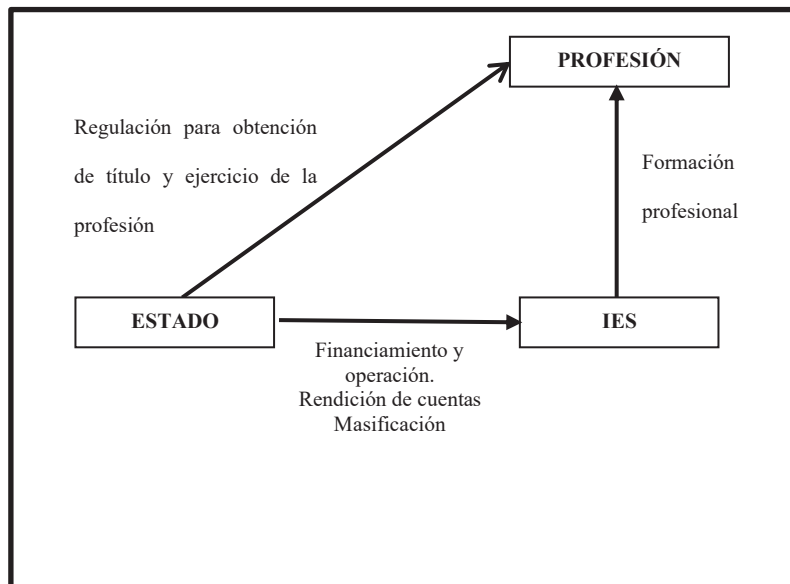 PROFESIÓN
Regulación para obtención
de título y ejercicio de la
profesión
Formación
profesional
ESTADO
IES
Financiamiento y
operación.
Rendición de cuentas
Masificación